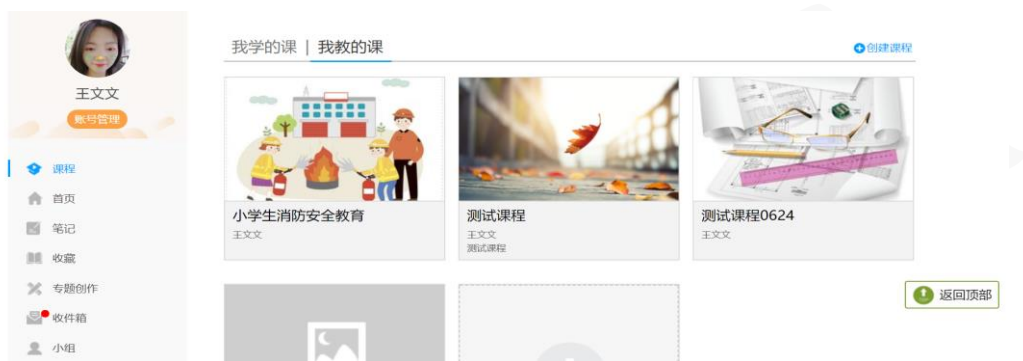 王文文
账号管理
课程
首页
笔记
收藏
专题创作
收件箱
小组
我学的课 | 我教的课
创建课程
小学生消防安全教育
王文文
测试课程
王文文
测试课程
测试课程0624
王文文
返回顶部